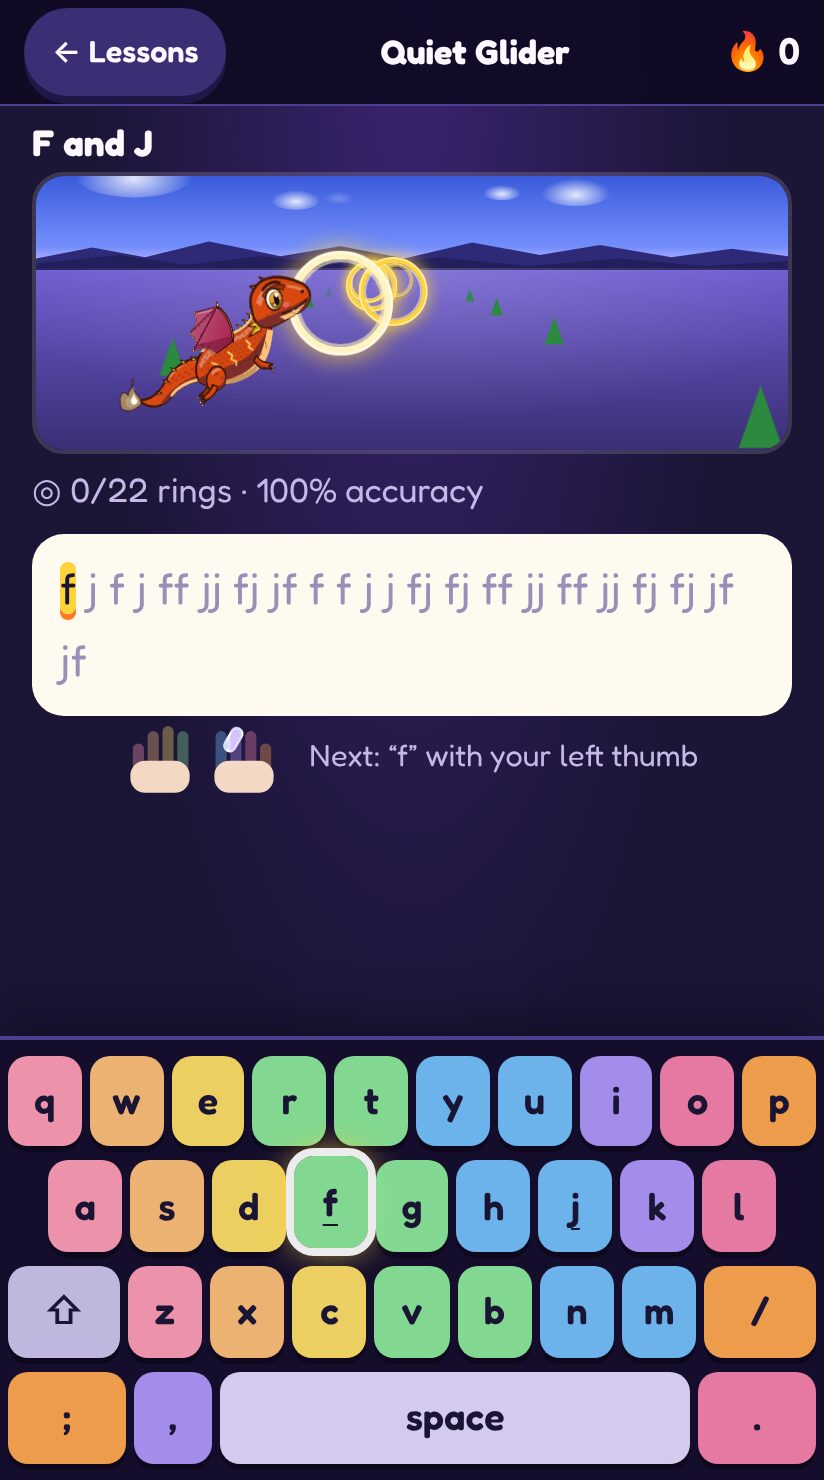 ← Lessons
Quiet Glider
🔥 0
F and J
◎ 0/22 rings · 100% accuracy
f j f j ff jj fj jf f f j j fj fj ff jj ff jj fj fj jf
jf
Next: “f” with your left thumb
q w e r t y u i o p
a s d f g h j k l
⇧ z x c v b n m /
; , space .